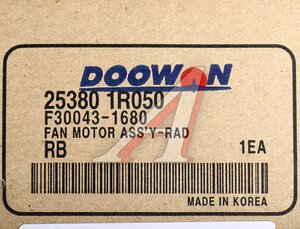 DOOWON
25380 1R050
F30043-1680
FAN MOTOR ASS'Y-RAD
RB 1EA
MADE IN KOREA